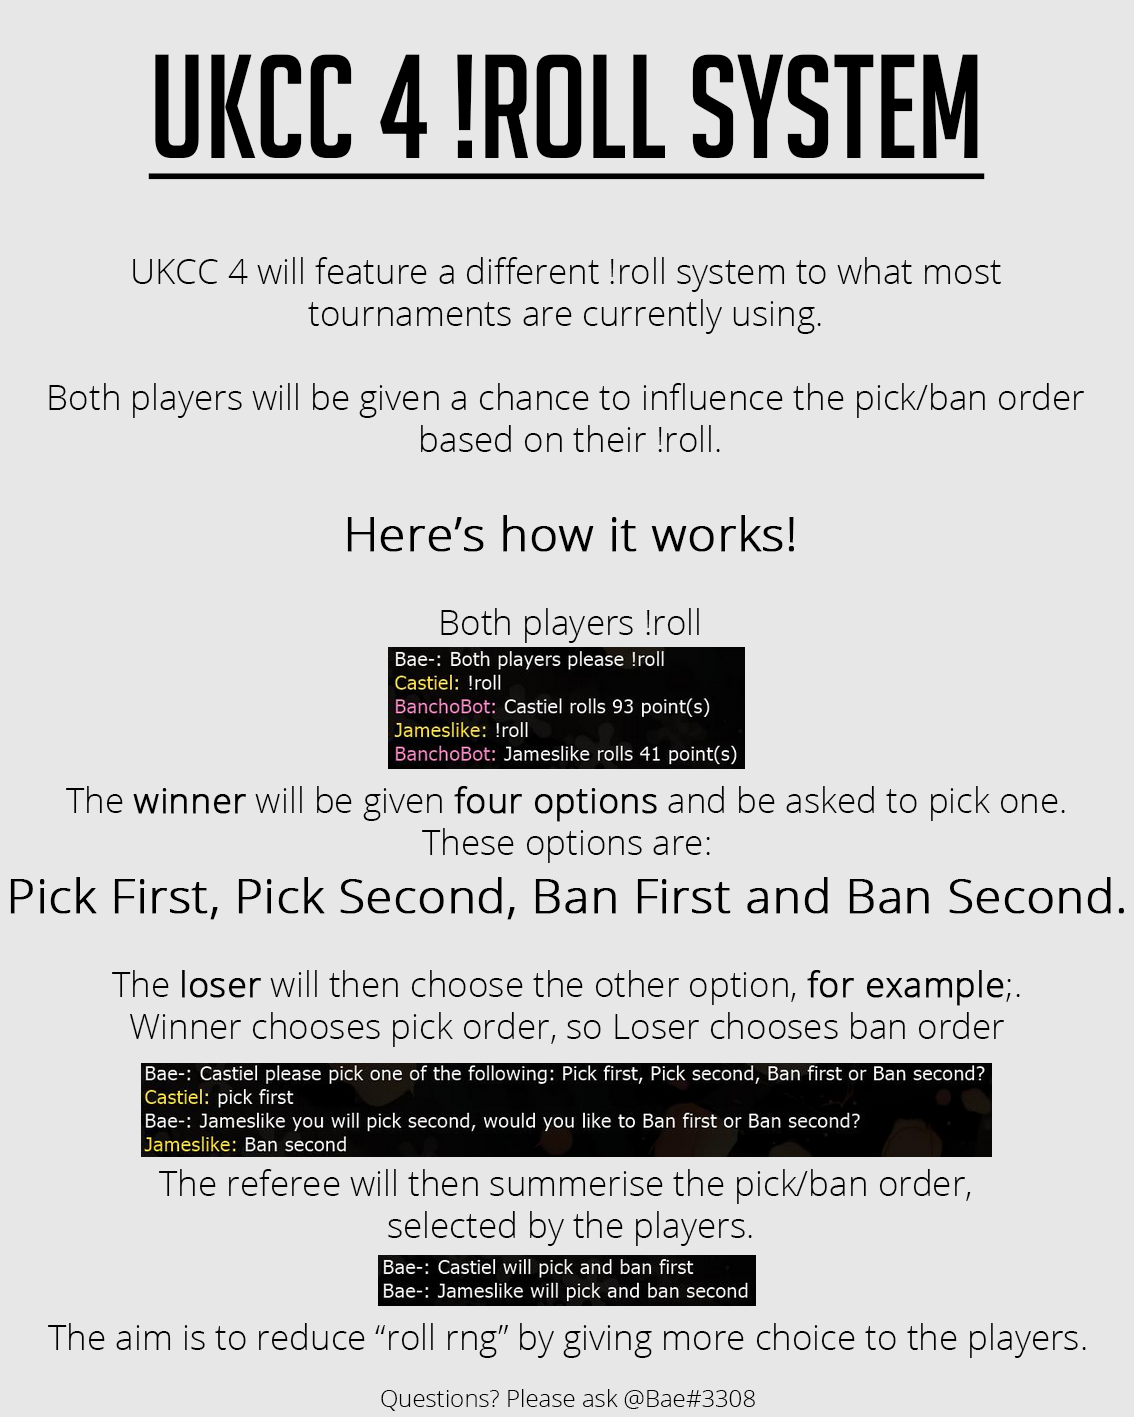 UKCC 4 !ROLL SYSTEM
UKCC 4 will feature a different !roll system to what most
tournaments are currently using.
Both players will be given a chance to influence the pick/ban order
based on their !roll.
Here’s how it works!
Both players !roll
Bae-: Both players please !roll
Castiel: !roll
BanchoBot: Castiel rolls 93 point(s)
Jameslike: !roll
BanchoBot: Jameslike rolls 41 point(s)
The winner will be given four options and be asked to pick one.
These options are:
Pick First, Pick Second, Ban First and Ban Second.
The loser will then choose the other option, for example;.
Winner chooses pick order, so Loser chooses ban order
Bae-: Castiel please pick one of the following: Pick first, Pick second, Ban first or Ban second?
Castiel: pick first
Bae-: Jameslike you will pick second, would you like to Ban first or Ban second?
Jameslike: Ban second
The referee will then summerise the pick/ban order,
selected by the players.
Bae-: Castiel will pick and ban first
Bae-: Jameslike will pick and ban second
The aim is to reduce “roll rng” by giving more choice to the players.
Questions? Please ask @Bae#3308